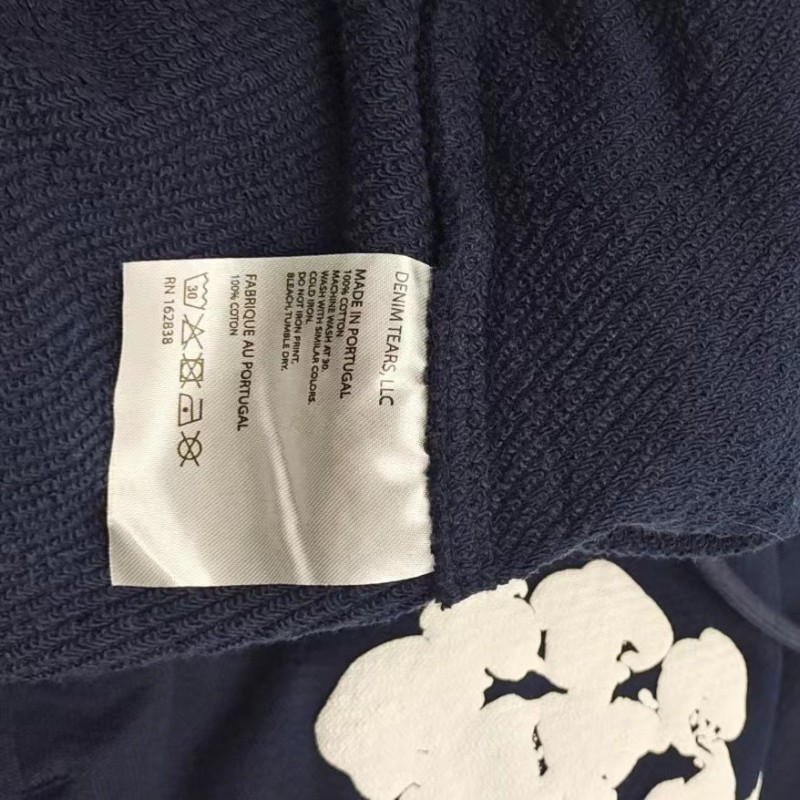 DENIM TEARS, LLC
MADE IN PORTUGAL
100% COTTON
MACHINE WASH AT 30.
WASH WITH SIMILAR COLORS.
COLD IRON.
DO NOT IRON PRINT.
BLEACH, TUMBLE DRY.
FABRIQUE AU PORTUGAL
100% COTON
30
RN 162838